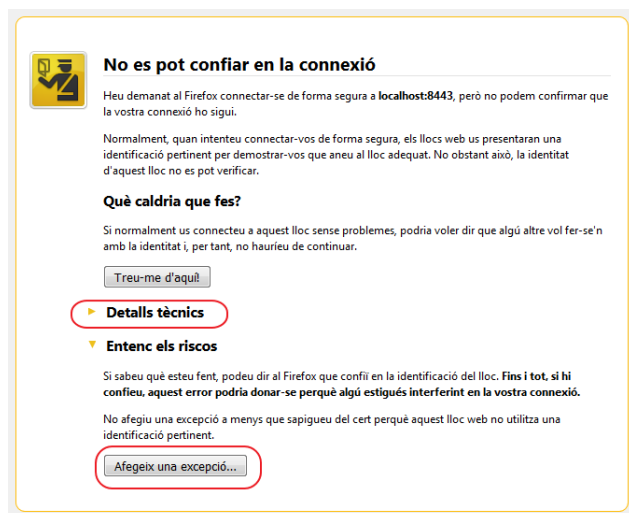 No es pot confiar en la connexió
Heu demanat al Firefox connectar-se de forma segura a localhost:8443, però no podem confirmar que
la vostra connexió ho sigui.
Normalment, quan intenteu connectar-vos de forma segura, els llocs web us presentaran una
identificació pertinent per demostrar-vos que aneu al lloc adequat. No obstant això, la identitat
d'aquest lloc no es pot verificar.
Què caldria que fes?
Si normalment us connecteu a aquest lloc sense problemes, podria voler dir que algú altre vol fer-se'n
amb la identitat i, per tant, no hauríeu de continuar.
Treu-me d'aquí!
Detalls tècnics
Entenc els riscos
Si sabeu què esteu fent, podeu dir al Firefox que confiï en la identificació del lloc. Fins i tot, si hi
confieu, aquest error podria donar-se perquè algú estigués interferint en la vostra connexió.
No afegiu una excepció a menys que sapigueu del cert perquè aquest lloc web no utilitza una
identificació pertinent.
Afegeix una excepció...